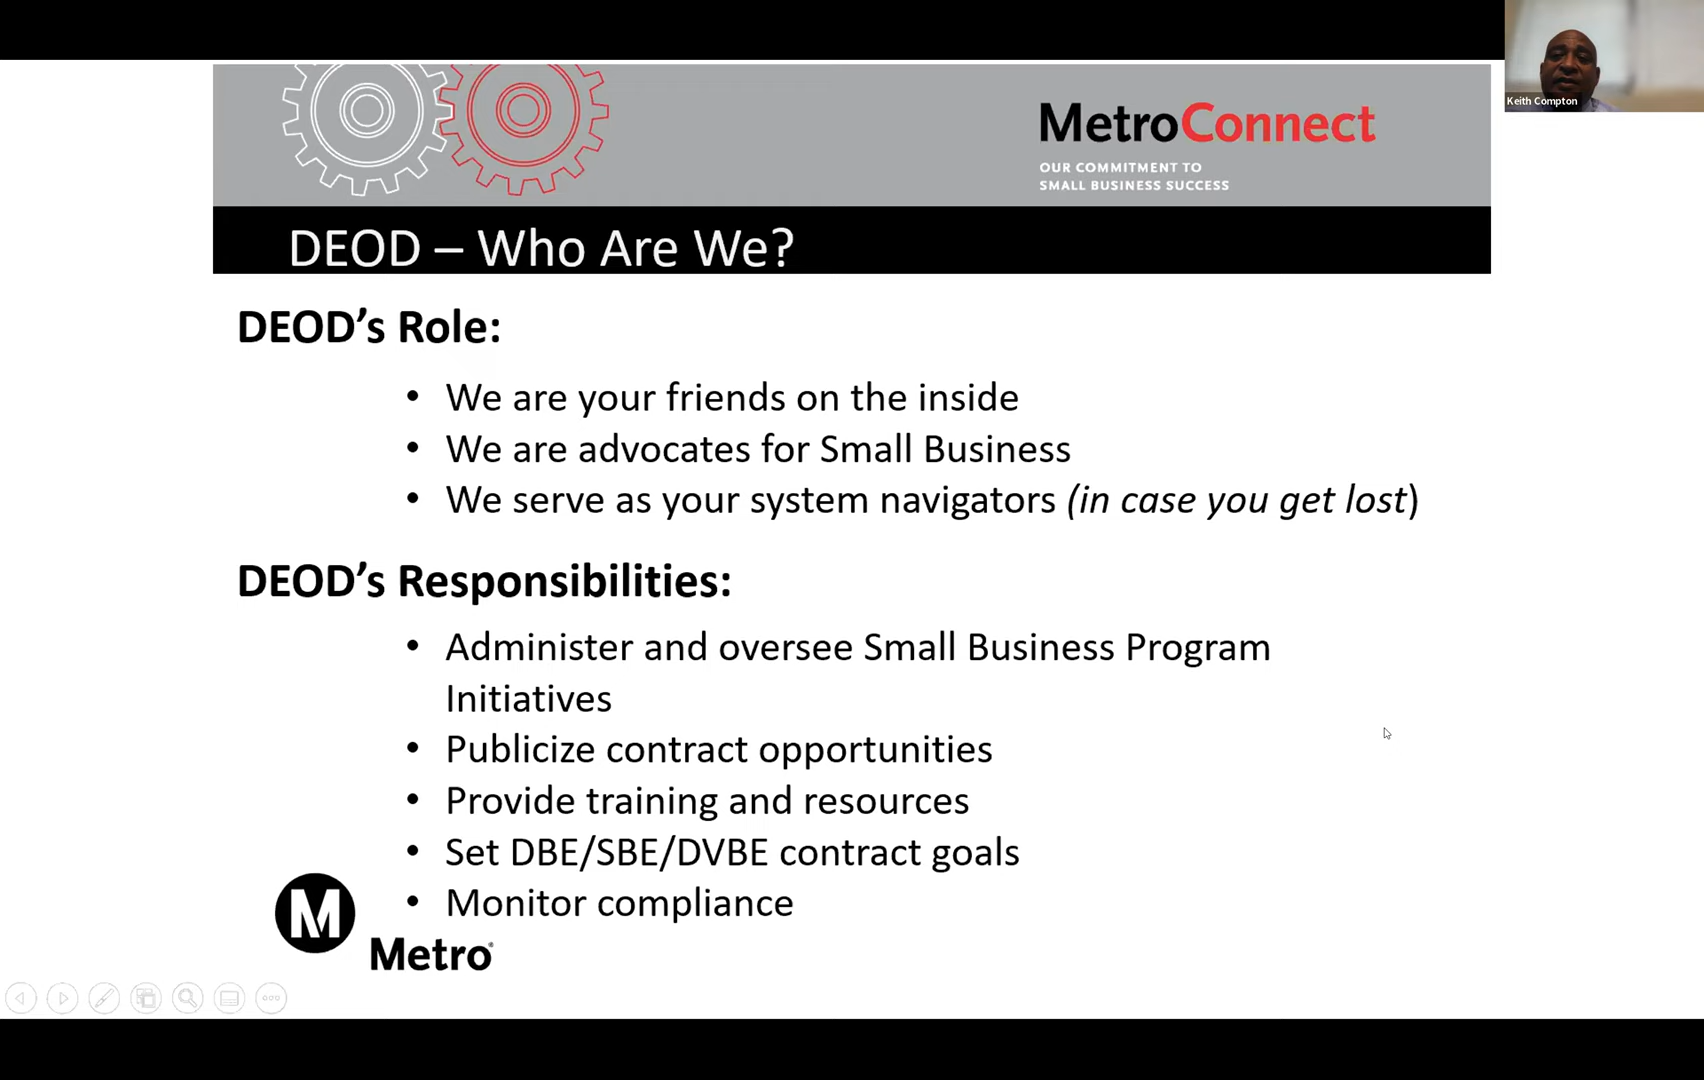 Keith Compton
MetroConnect
OUR COMMITMENT TO
SMALL BUSINESS SUCCESS
DEOD – Who Are We?
DEOD’s Role:
• We are your friends on the inside
• We are advocates for Small Business
• We serve as your system navigators (in case you get lost)
DEOD’s Responsibilities:
• Administer and oversee Small Business Program
Initiatives
• Publicize contract opportunities
• Provide training and resources
• Set DBE/SBE/DVBE contract goals
• Monitor compliance
M
Metro®